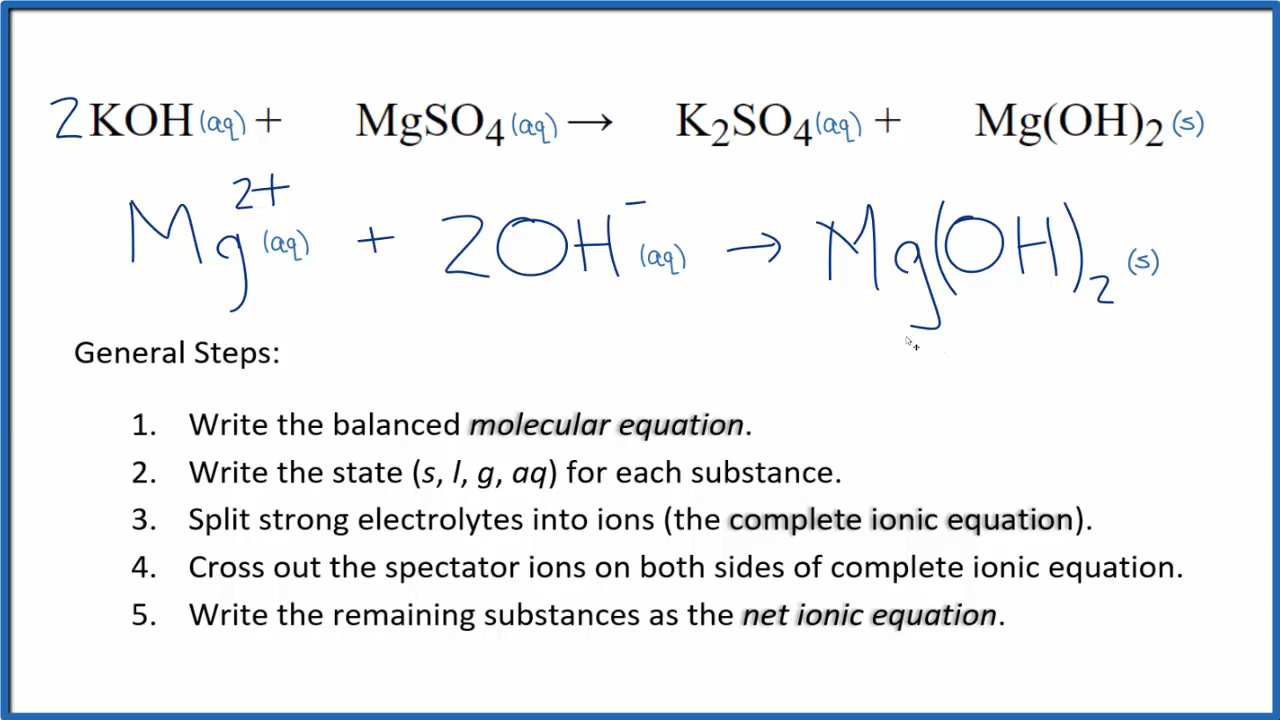 2KOH(aq) + MgSO₄(aq) → K₂SO₄(aq) + Mg(OH)₂(s)
Mg²⁺(aq) + 2OH⁻(aq) → Mg(OH)₂(s)
General Steps:
1. Write the balanced molecular equation.
2. Write the state (s, l, g, aq) for each substance.
3. Split strong electrolytes into ions (the complete ionic equation).
4. Cross out the spectator ions on both sides of complete ionic equation.
5. Write the remaining substances as the net ionic equation.